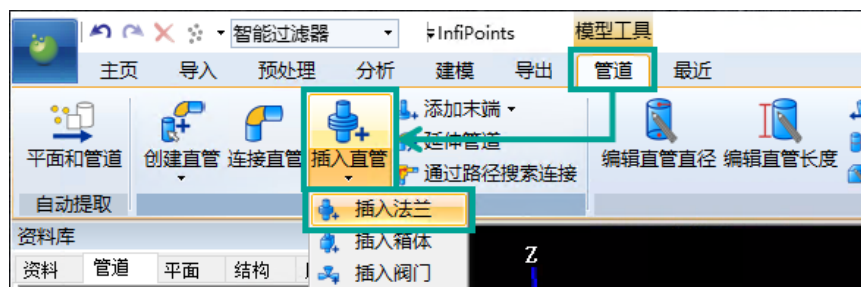 智能过滤器 InfiPoints 模型工具
主页 导入 预处理 分析 建模 导出 管道 最近
添加末端
延伸管道
平面和管道 创建直管 连接直管 插入直管 通过路径搜索连接 编辑直管直径 编辑直管长度
自动提取
插入法兰
资料库
插入箱体
资料 管道 平面 结构
插入阀门
Z